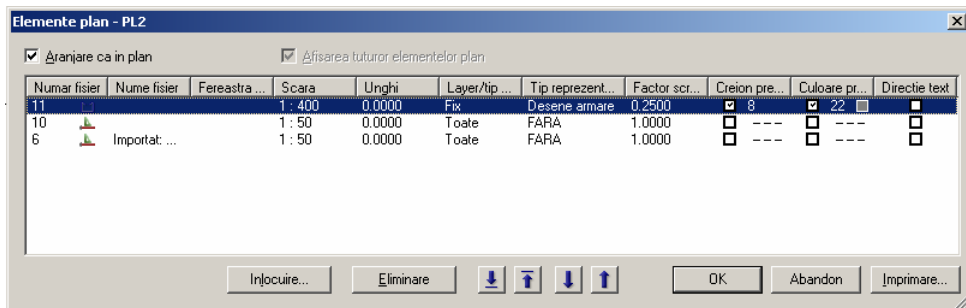 Elemente plan - PL2
Aranjare ca in plan Afisarea tuturor elementelor plan
Numar fisier Nume fisier Fereastra ... Scara Unghi Layer/tip ... Tip reprezent... Factor scr... Creion pre... Culoare pr... Directie text
11 1 : 400 0.0000 Fix Desene armare 0.2500 8 22
10 1 : 50 0.0000 Toate FARA 1.0000 --- ---
6 Importat: ... 1 : 50 0.0000 Toate FARA 1.0000 --- ---
Inlocuire... Eliminare OK Abandon Imprimare...